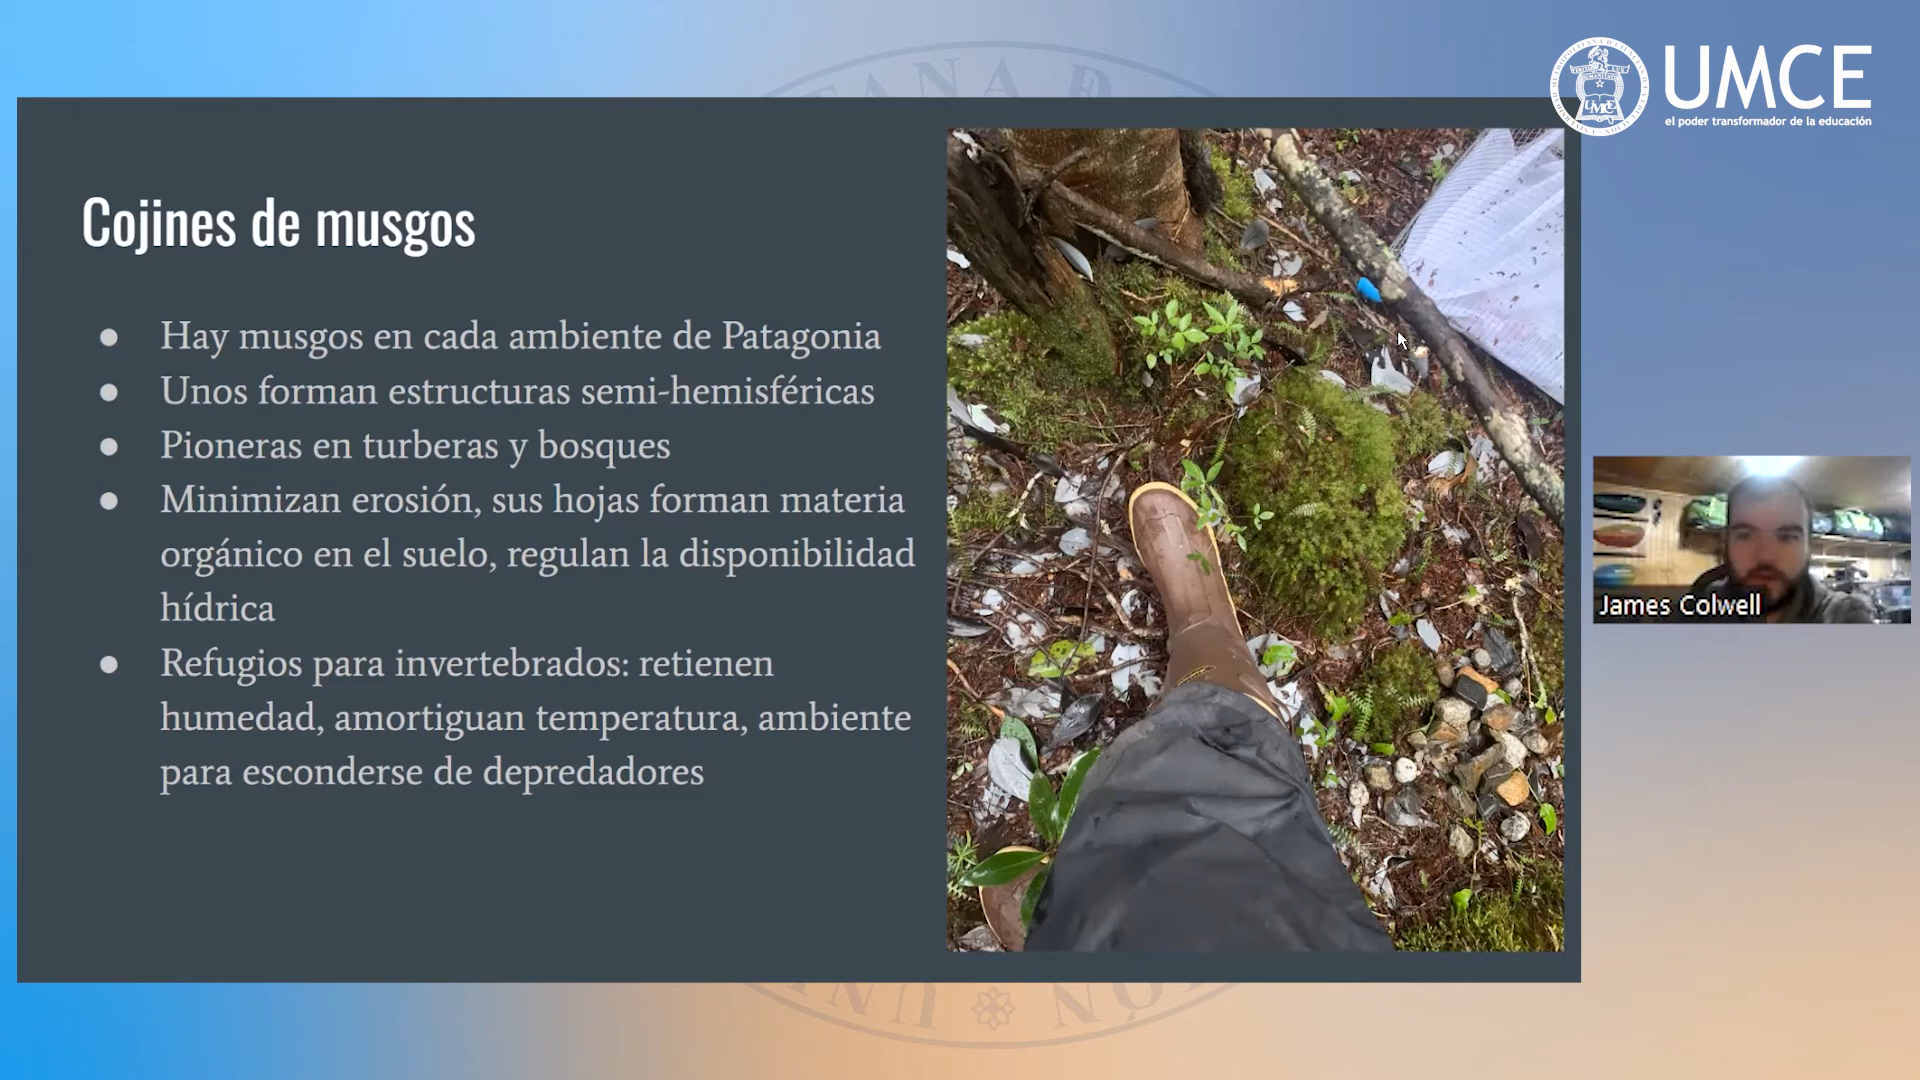 UMCE
el poder transformador de la educación
Cojines de musgos
● Hay musgos en cada ambiente de Patagonia
● Unos forman estructuras semi-hemisféricas
● Pioneras en turberas y bosques
● Minimizan erosión, sus hojas forman materia
orgánico en el suelo, regulan la disponibilidad
hídrica
● Refugios para invertebrados: retienen
humedad, amortiguan temperatura, ambiente
para esconderse de depredadores
James Colwell